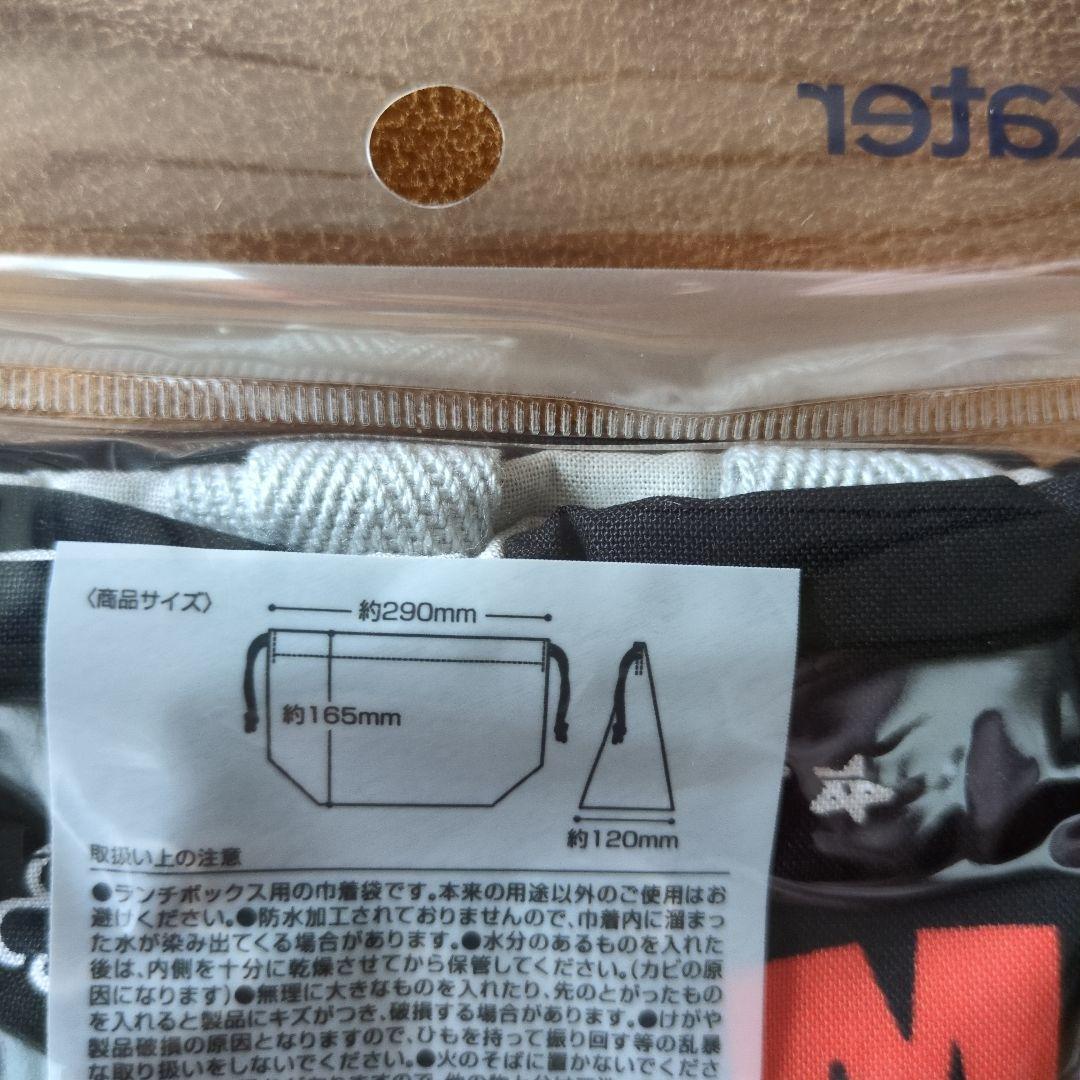 kater
〈商品サイズ〉
約290mm
約165mm
約120mm
取扱い上の注意
●ランチボックス用の巾着袋です。本来の用途以外のご使用はお
避けください。●防水加工されておりませんので、巾着内に溜まっ
た水が染み出てくる場合があります。●水分のあるものを入れた
後は、内側を十分に乾燥させてから保管してください。(カビの原
因になります)●無理に大きなものを入れたり、先のとがったもの
を入れると製品にキズがつき、破損する場合があります。●けがや
製品破損の原因となりますので、ひもを持って振り回す等の乱暴
な取り扱いをしないでください。●火のそばに置かないでくださ
M